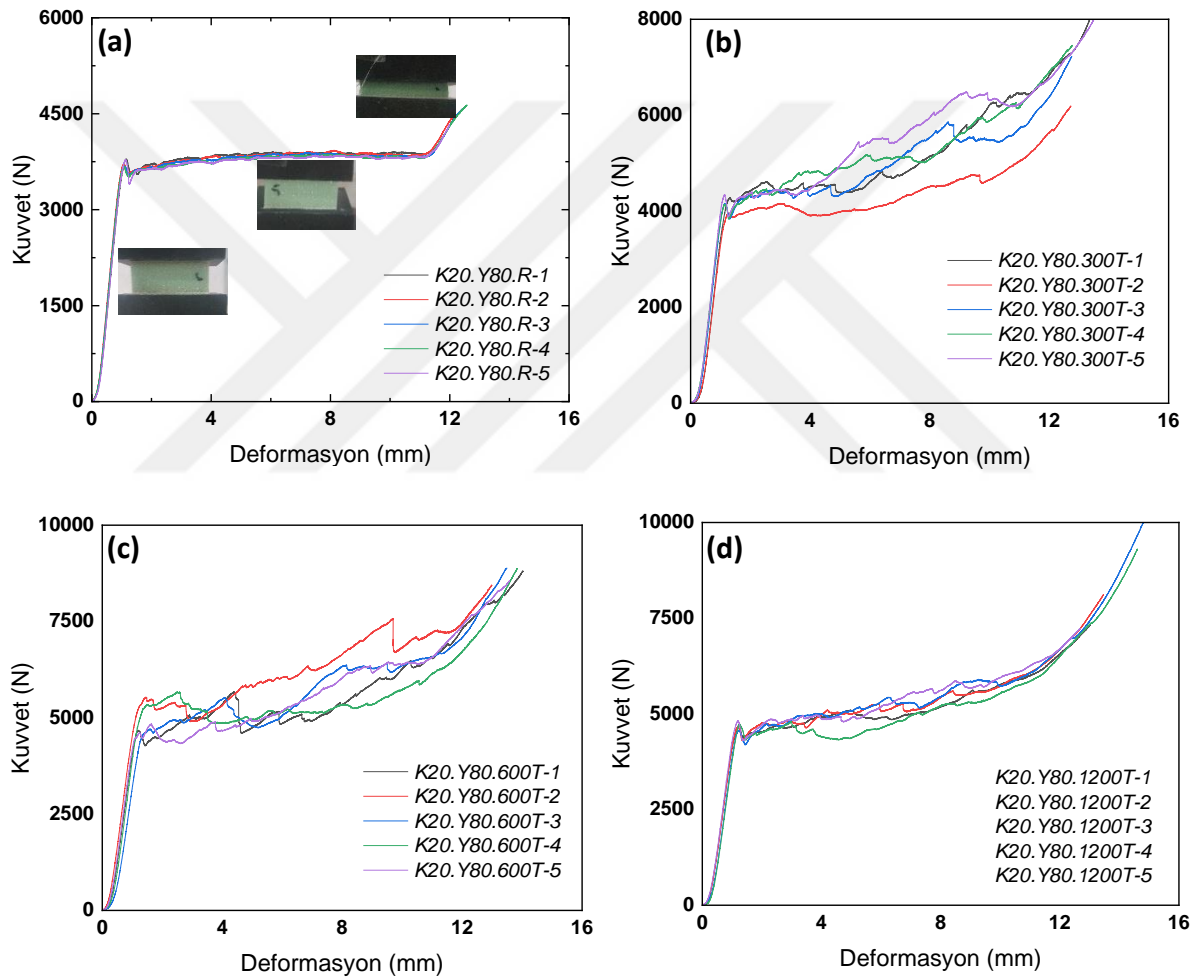 (a)
6000
4500
3000
1500
0
Kuvvet (N)
K20.Y80.R-1
K20.Y80.R-2
K20.Y80.R-3
K20.Y80.R-4
K20.Y80.R-5
0 4 8 12 16
Deformasyon (mm)
(b)
8000
6000
4000
2000
0
Kuvvet (N)
K20.Y80.300T-1
K20.Y80.300T-2
K20.Y80.300T-3
K20.Y80.300T-4
K20.Y80.300T-5
0 4 8 12 16
Deformasyon (mm)
(c)
10000
7500
5000
2500
0
Kuvvet (N)
K20.Y80.600T-1
K20.Y80.600T-2
K20.Y80.600T-3
K20.Y80.600T-4
K20.Y80.600T-5
0 4 8 12 16
Deformasyon (mm)
(d)
10000
7500
5000
2500
0
Kuvvet (N)
K20.Y80.1200T-1
K20.Y80.1200T-2
K20.Y80.1200T-3
K20.Y80.1200T-4
K20.Y80.1200T-5
0 4 8 12 16
Deformasyon (mm)